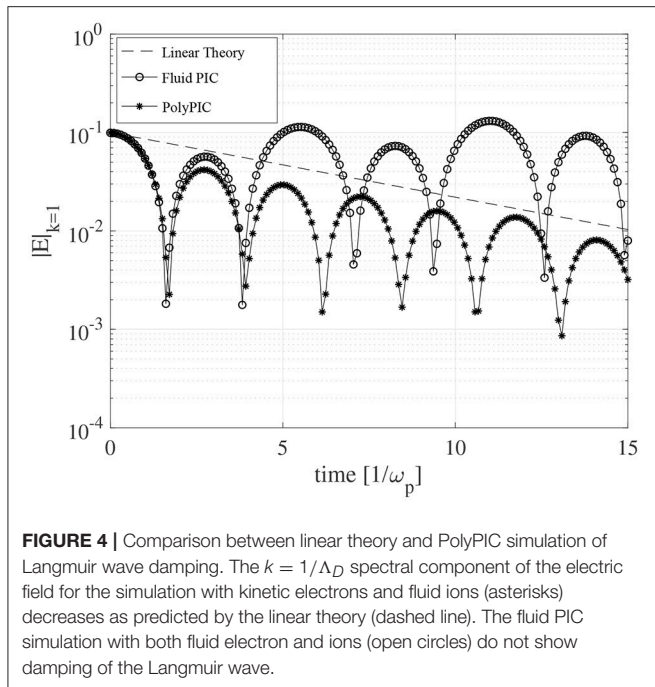 10^0
10^-1
10^-2
10^-3
10^-4
|E|_{k=1}
Linear Theory
Fluid PIC
PolyPIC
0
5
10
15
time [1/ω_p]
FIGURE 4 | Comparison between linear theory and PolyPIC simulation of
Langmuir wave damping. The k = 1/Λ_D spectral component of the electric
field for the simulation with kinetic electrons and fluid ions (asterisks)
decreases as predicted by the linear theory (dashed line). The fluid PIC
simulation with both fluid electron and ions (open circles) do not show
damping of the Langmuir wave.